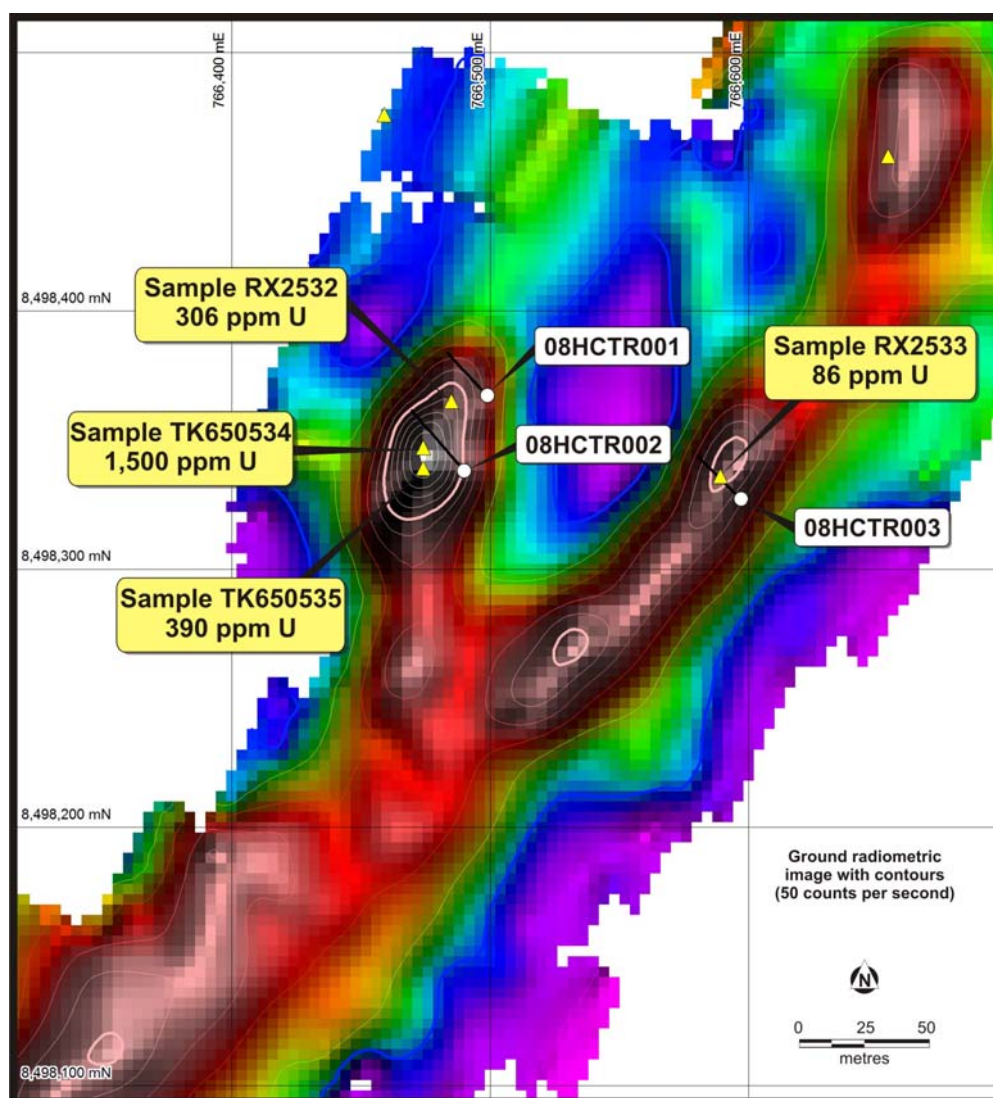 766,400 mE
766,500 mE
766,600 mE
8,498,400 mN
Sample RX2532
306 ppm U
08HCTR001
Sample RX2533
86 ppm U
Sample TK650534
1,500 ppm U
08HCTR002
08HCTR003
8,498,300 mN
Sample TK650535
390 ppm U
8,498,200 mN
Ground radiometric
image with contours
(50 counts per second)
N
0 25 50
metres
8,498,100 mN